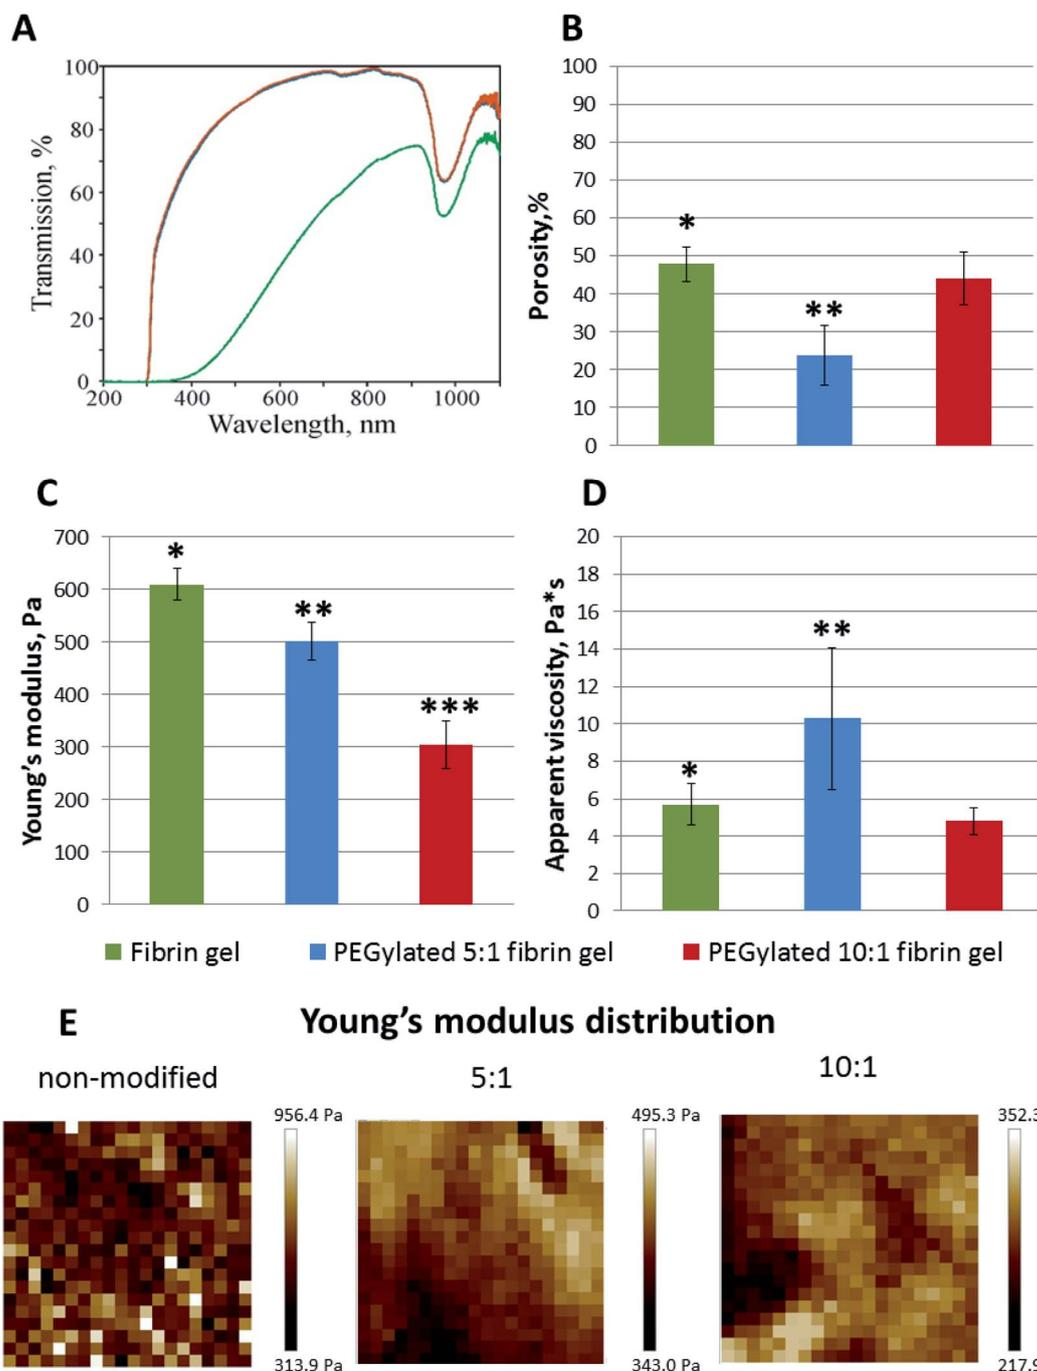 A
100
80
60
40
20
0
200 400 600 800 1000
Transmission, %
Wavelength, nm
B
100
90
80
70
60
50
40
30
20
10
0
Porosity,%
*
**
C
700
600
500
400
300
200
100
0
Young's modulus, Pa
*
**
***
D
20
18
16
14
12
10
8
6
4
2
0
Apparent viscosity, Pa*s
*
**
Fibrin gel PEGylated 5:1 fibrin gel PEGylated 10:1 fibrin gel
E Young's modulus distribution
non-modified 5:1 10:1
956.4 Pa 495.3 Pa 352.3
313.9 Pa 343.0 Pa 217.9